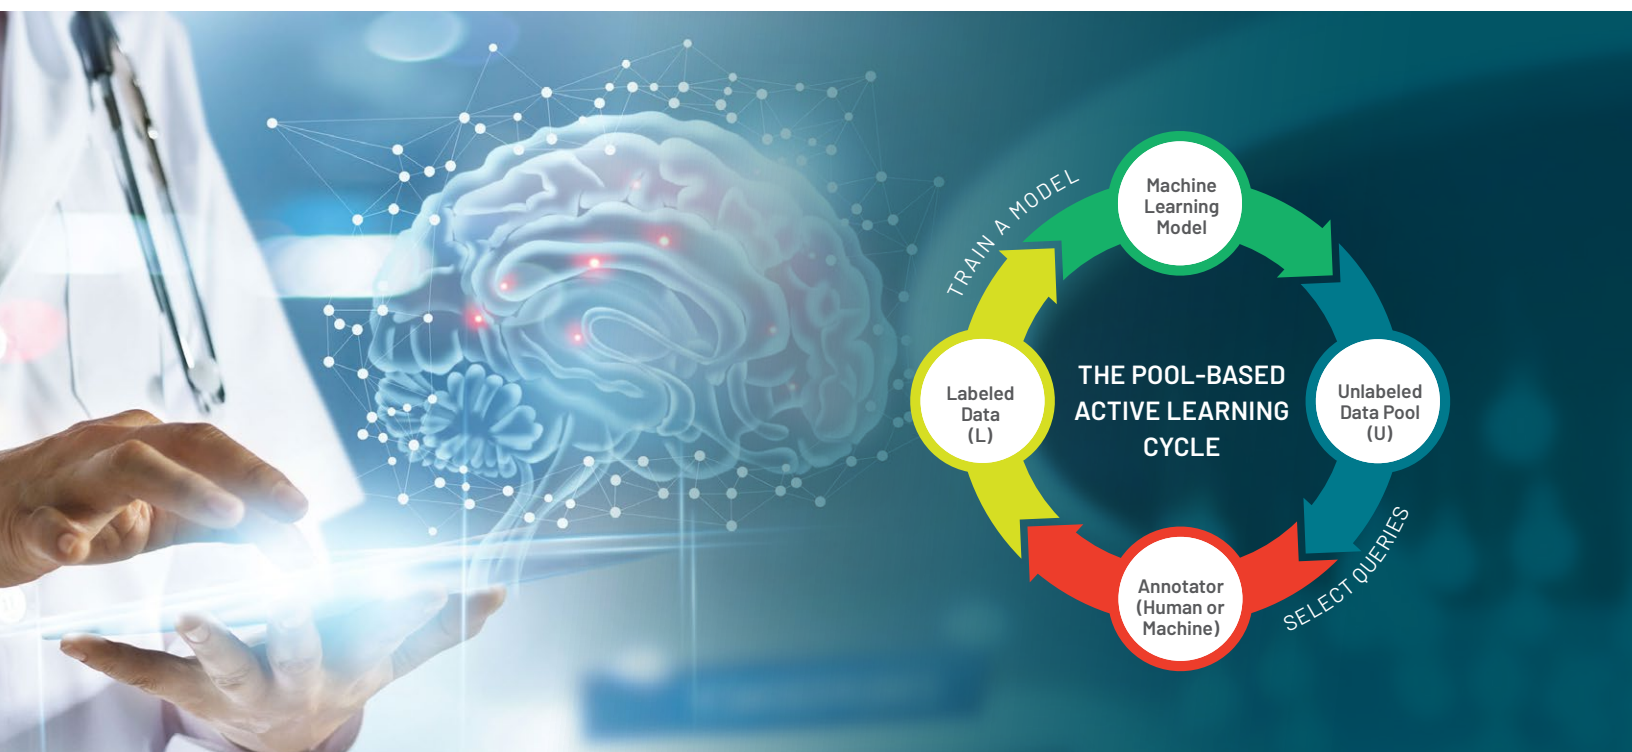 TRAIN A MODEL
Machine
Learning
Model
Labeled
Data
(L)
THE POOL-BASED
ACTIVE LEARNING
CYCLE
Unlabeled
Data Pool
(U)
Annotator
(Human or
Machine)
SELECT QUERIES